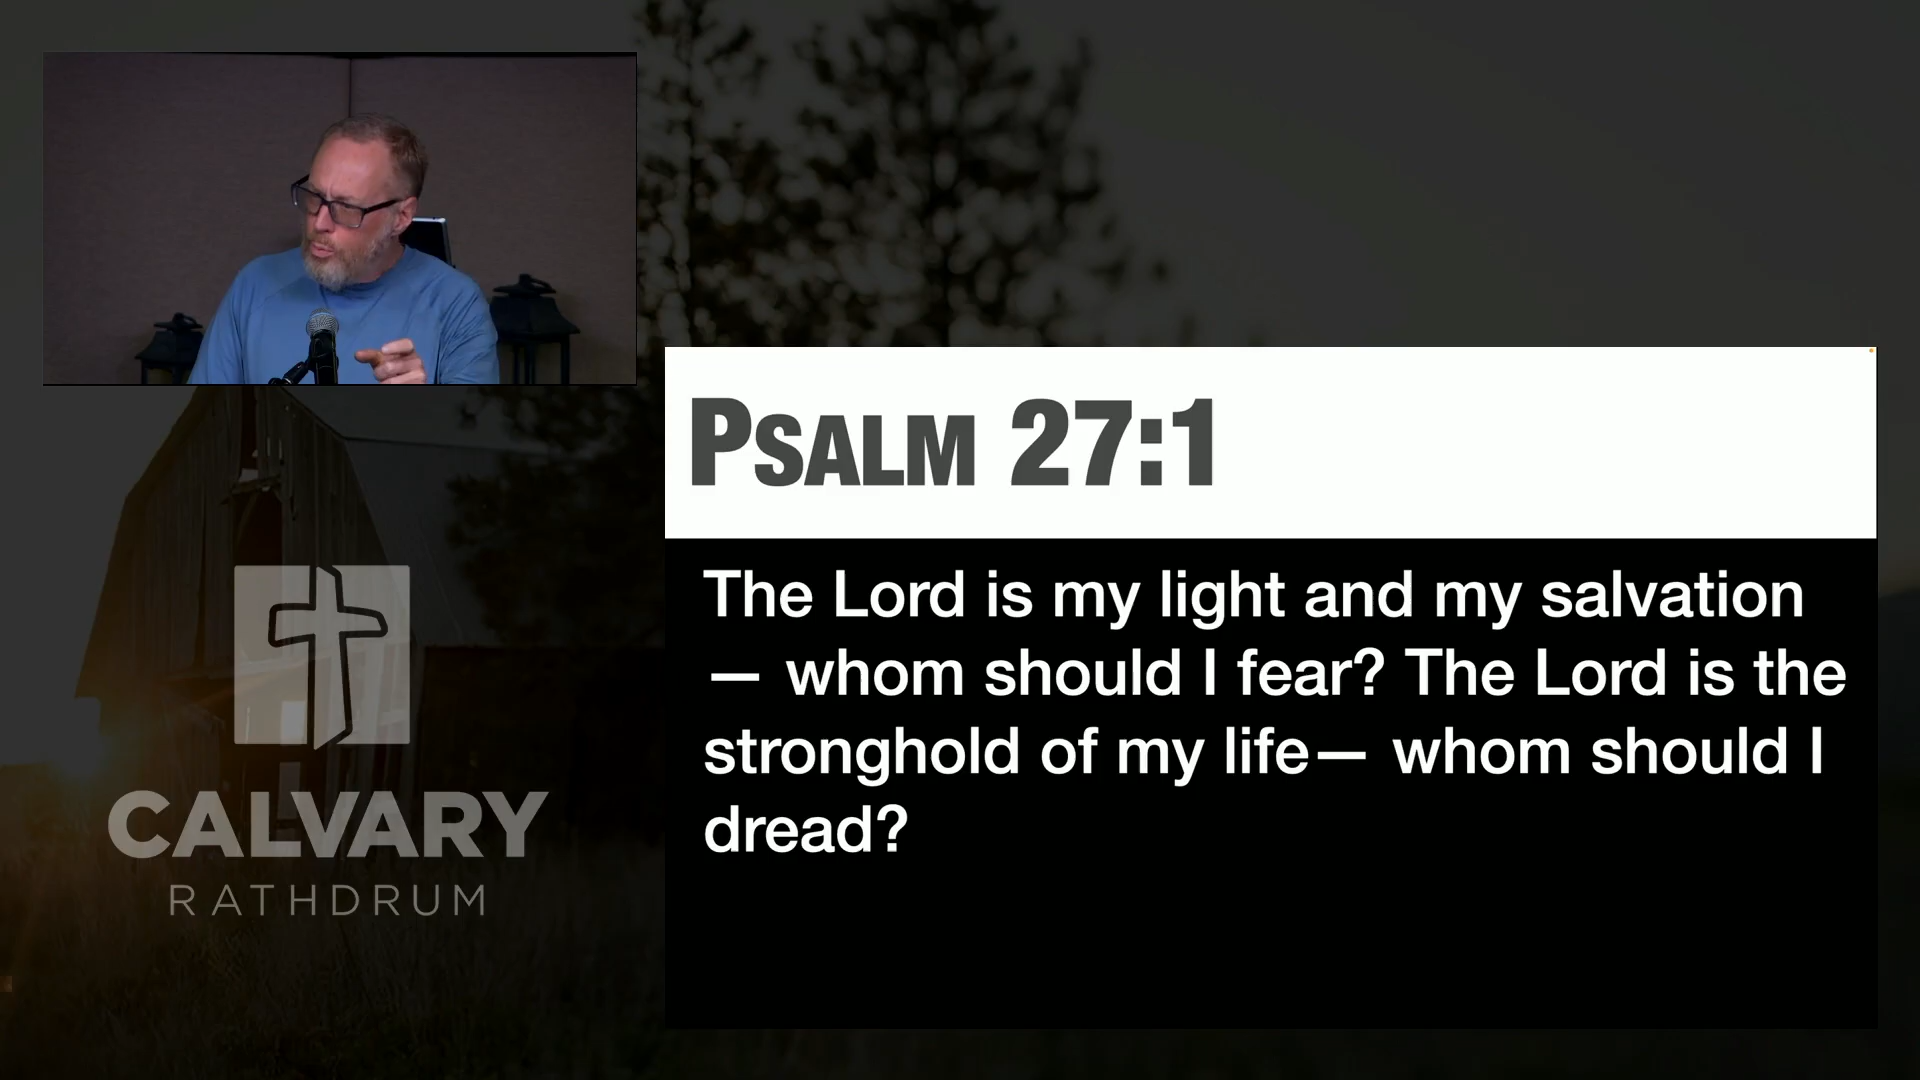 PSALM 27:1
The Lord is my light and my salvation
— whom should I fear? The Lord is the
stronghold of my life— whom should I
dread?
CALVARY
RATHDRUM